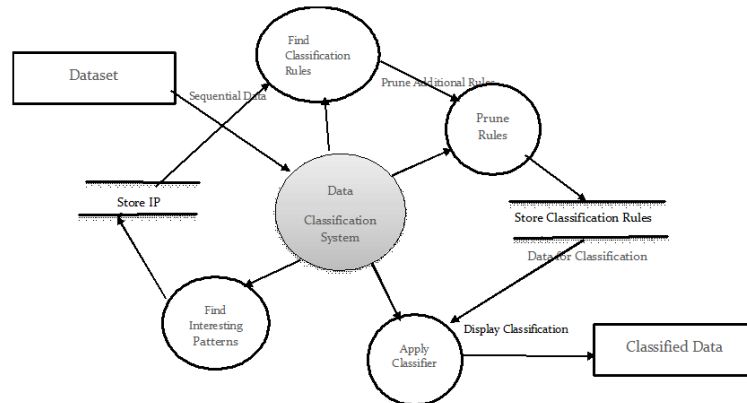 Find
Classification
Rules
Dataset
Sequential Data
Prune Additional Rules
Prune
Rules
Store IP
Data
Classification
System
Store Classification Rules
Data for Classification
Find
Interesting
Patterns
Display Classification
Apply
Classifier
Classified Data